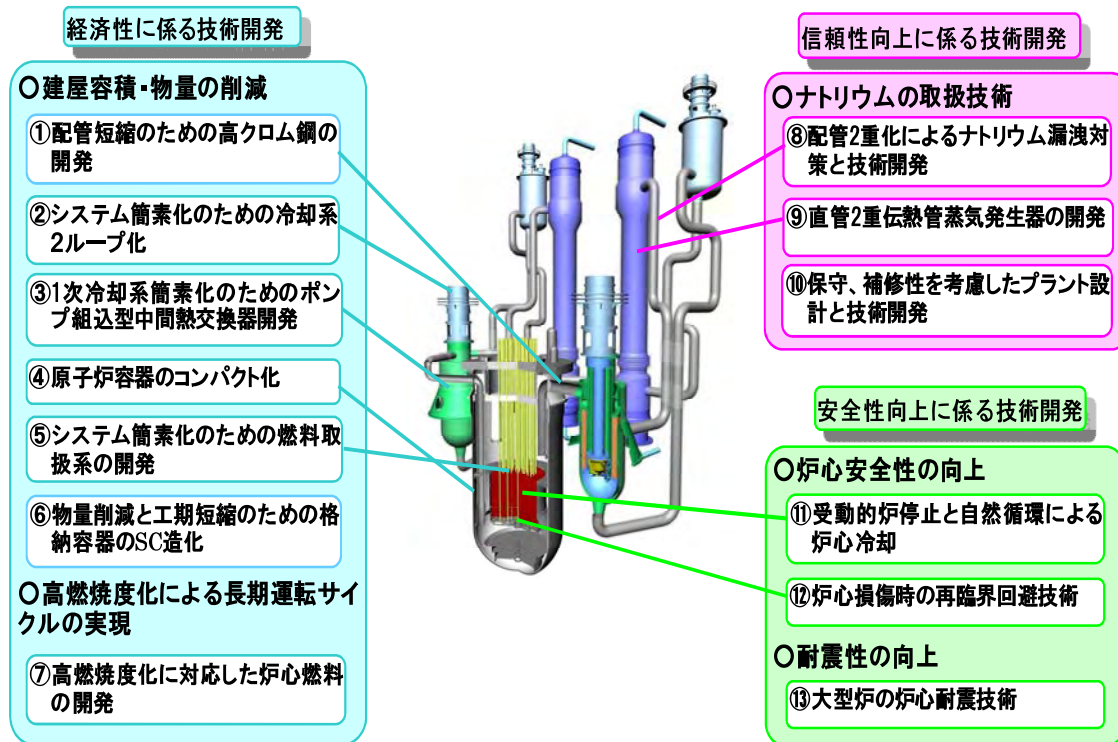 経済性に係る技術開発
○建屋容積・物量の削減
①配管短縮のための高クロム鋼の
開発
②システム簡素化のための冷却系
2ループ化
③1次冷却系簡素化のためのポン
プ組込型中間熱交換器開発
④原子炉容器のコンパクト化
⑤システム簡素化のための燃料取
扱系の開発
⑥物量削減と工期短縮のための格
納容器のSC造化
○高燃焼度化による長期運転サイ
クルの実現
⑦高燃焼度化に対応した炉心燃料
の開発
信頼性向上に係る技術開発
○ナトリウムの取扱技術
⑧配管2重化によるナトリウム漏洩対
策と技術開発
⑨直管2重伝熱管蒸気発生器の開発
⑩保守、補修性を考慮したプラント設
計と技術開発
安全性向上に係る技術開発
○炉心安全性の向上
⑪受動的炉停止と自然循環による
炉心冷却
⑫炉心損傷時の再臨界回避技術
○耐震性の向上
⑬大型炉の炉心耐震技術